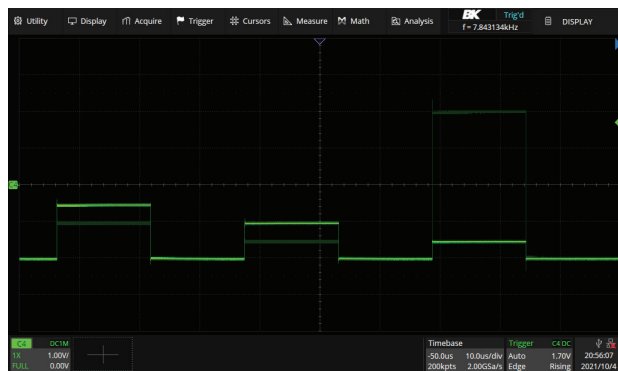 Utility Display Acquire Trigger Cursors Measure Math Analysis BK Trig'd f = 7.843134kHz DISPLAY
C4
C4 DC1M
1X 1.00V/
FULL 0.00V
Timebase
-50.0us 10.0us/div
200kpts 2.00GSa/s
Trigger C4 DC
Auto 1.70V
Edge Rising
20:56:07
2021/10/4